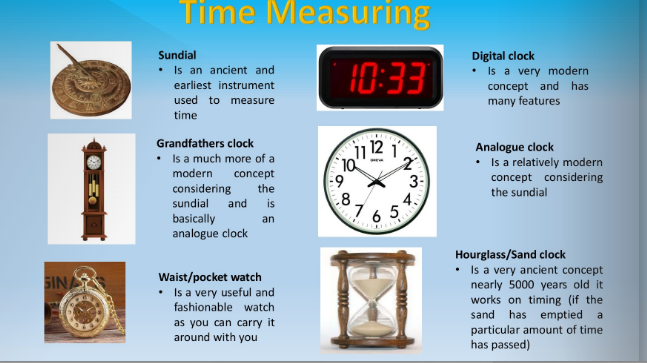 Time Measuring
Sundial
• Is an ancient and
earliest instrument
used to measure
time
Grandfathers clock
• Is a much more of a
modern concept
considering the
sundial and is
basically an
analogue clock
Waist/pocket watch
• Is a very useful and
fashionable watch
as you can carry it
around with you
10:33
Digital clock
• Is a very modern
concept and has
many features
12
1
2
3
4
5
6
7
8
9
10
11
Analogue clock
• Is a relatively modern
concept considering
the sundial
Hourglass/Sand clock
• Is a very ancient concept
nearly 5000 years old it
works on timing (if the
sand has emptied a
particular amount of time
has passed)